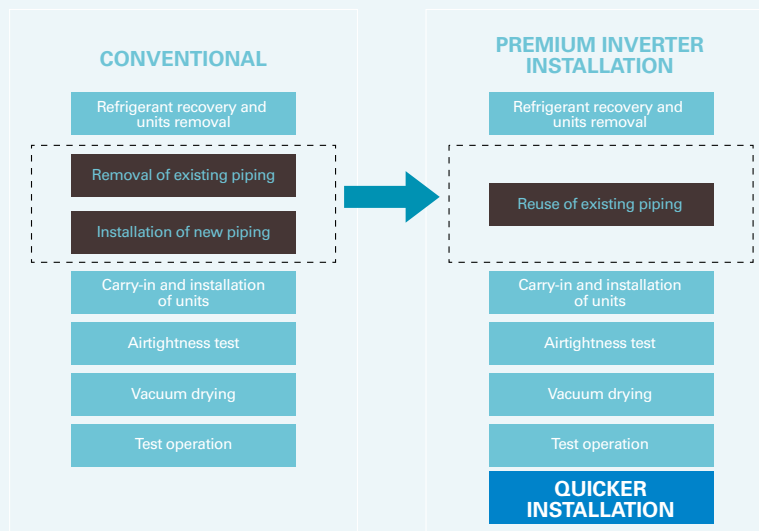 CONVENTIONAL
Refrigerant recovery and
units removal
Removal of existing piping
Installation of new piping
Carry-in and installation
of units
Airtightness test
Vacuum drying
Test operation
PREMIUM INVERTER
INSTALLATION
Refrigerant recovery and
units removal
Reuse of existing piping
Carry-in and installation
of units
Airtightness test
Vacuum drying
Test operation
QUICKER
INSTALLATION